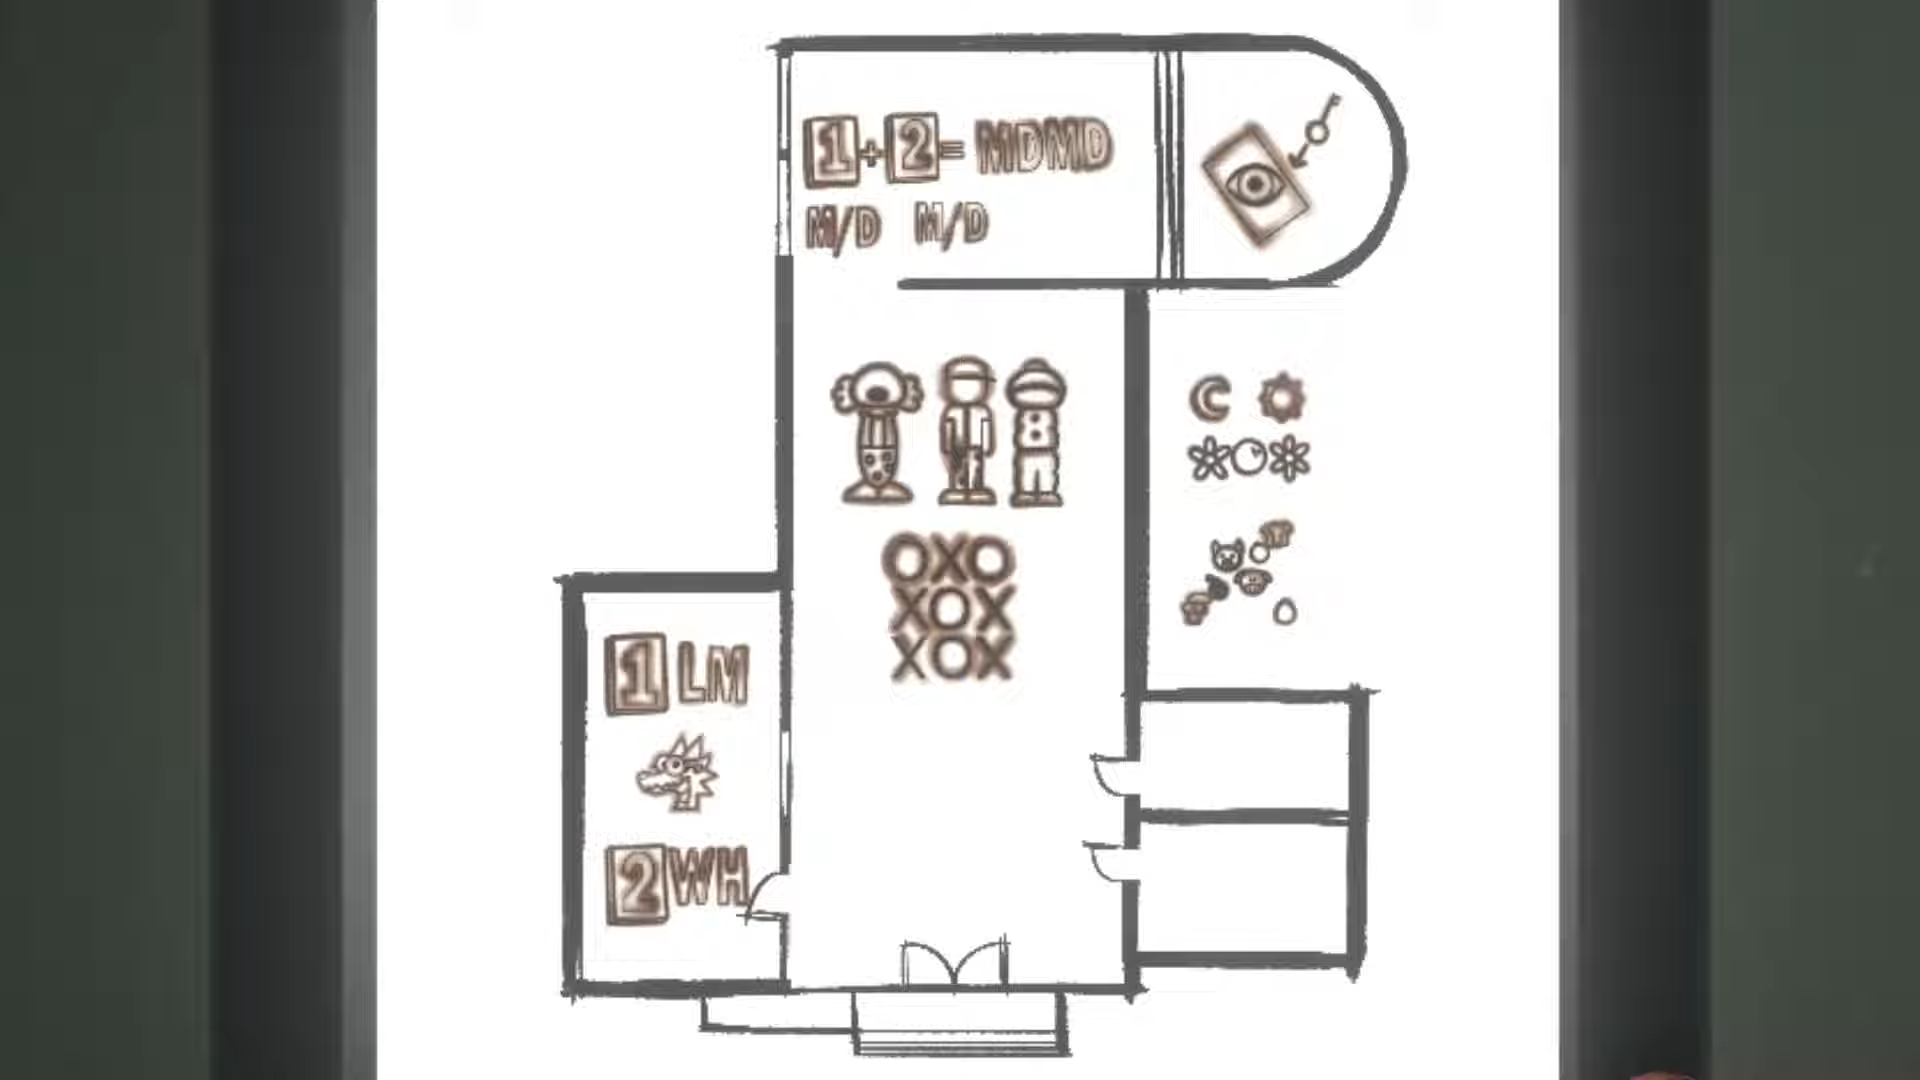 1+2= MDMD
M/D M/D
OXO
XOX
XOX
1 LM
2 WH